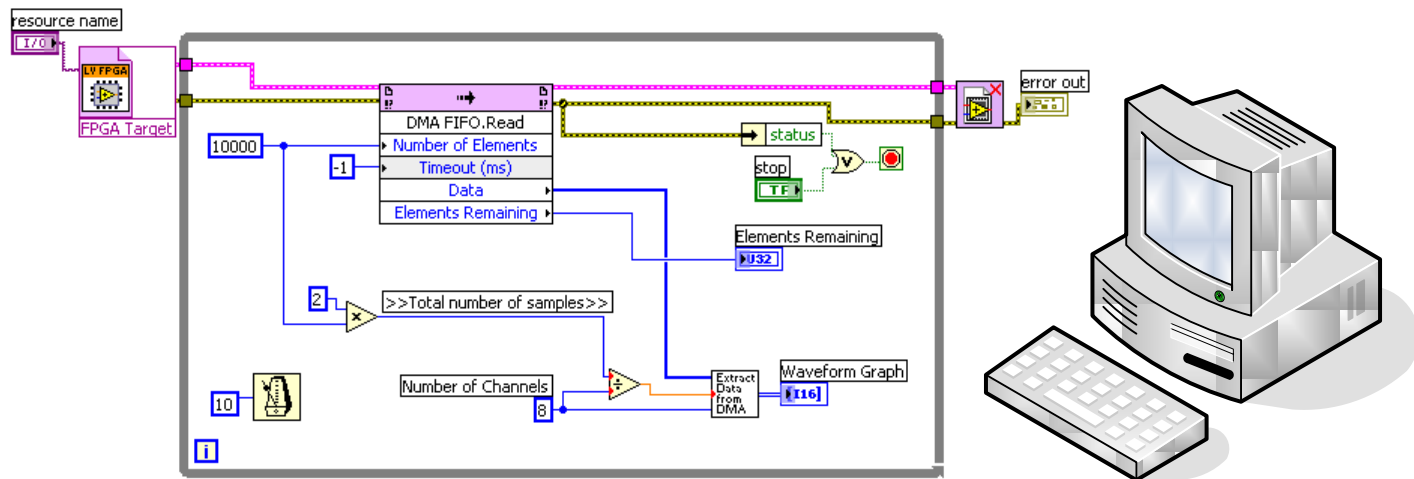 resource name
I/O
LV FPGA
FPGA Target
DMA FIFO.Read
10000
Number of Elements
-1
Timeout (ms)
Data
Elements Remaining
status
stop
TF
error out
Elements Remaining
U32
2
>>Total number of samples>>
Number of Channels
8
Extract
Data
from
DMA
Waveform Graph
I16]
10
i